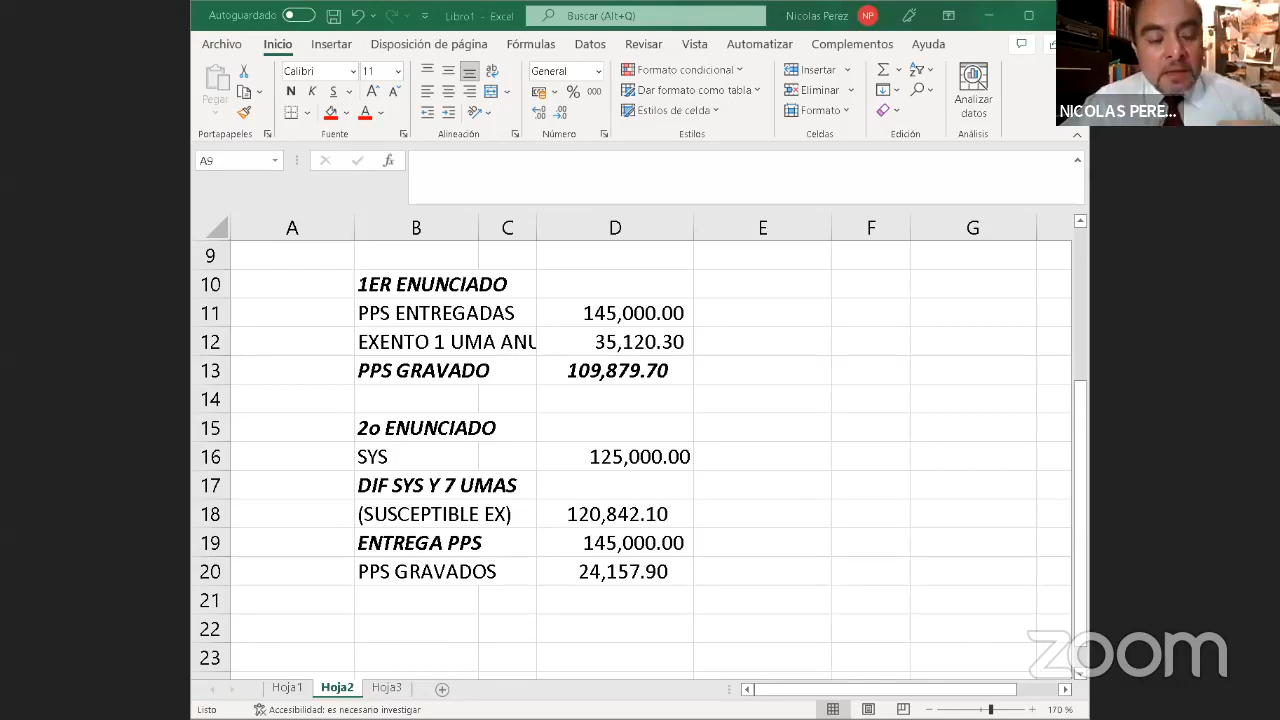 Autoguardado Libro1 - Excel Buscar (Alt+Q) Nicolas Perez NP
Archivo Inicio Insertar Disposición de página Fórmulas Datos Revisar Vista Automatizar Complementos Ayuda
Pegar
Calibri 11
N K S
General
% 000
Formato condicional
Dar formato como tabla
Estilos de celda
Insertar
Eliminar
Formato
Analizar
datos
Portapapeles Fuente Alineación Número Estilos Celdas Edición Análisis
NICOLAS PERE...
A9 fx
A B C D E F G
9
10 1ER ENUNCIADO
11 PPS ENTREGADAS 145,000.00
12 EXENTO 1 UMA ANU 35,120.30
13 PPS GRAVADO 109,879.70
14
15 2o ENUNCIADO
16 SYS 125,000.00
17 DIF SYS Y 7 UMAS
18 (SUSCEPTIBLE EX) 120,842.10
19 ENTREGA PPS 145,000.00
20 PPS GRAVADOS 24,157.90
21
22
23
zoom
Hoja1 Hoja2 Hoja3
Listo Accesibilidad: es necesario investigar 170 %